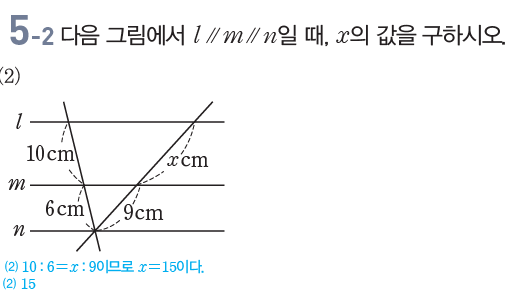 5-2 다음 그림에서 l // m // n일 때, x의 값을 구하시오.
(2)
l
10cm
xcm
m
6cm
9cm
n
(2) 10 : 6=x : 9이므로 x=15이다.
(2) 15